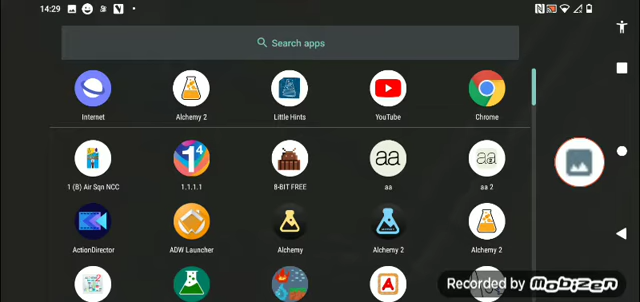 14:29
Search apps
Internet
Alchemy 2
Little Hints
YouTube
Chrome
1 (B) Air Sqn NCC
1.1.1.1
8-BIT FREE
aa
aa 2
ActionDirector
ADW Launcher
Alchemy
Alchemy 2
Alchemy 2
Recorded by mobizen